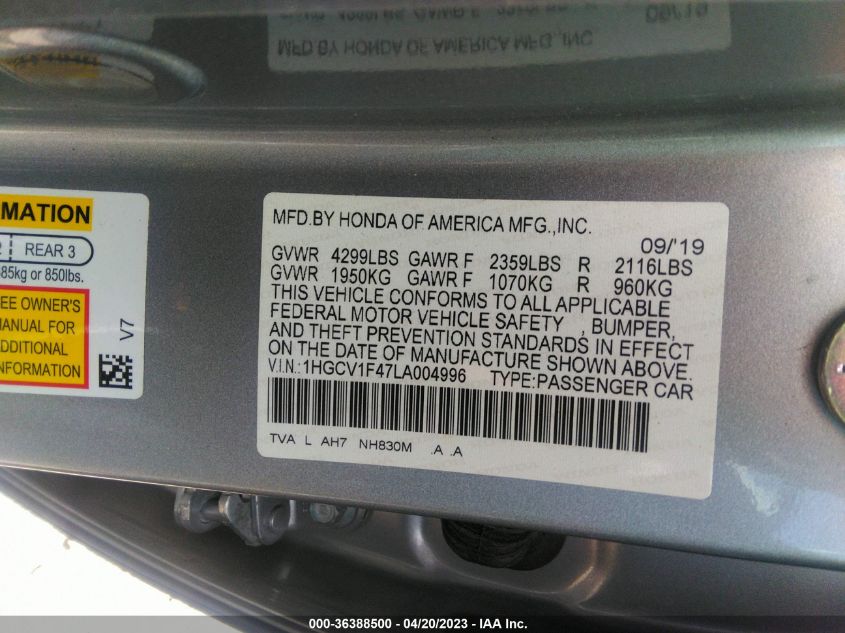 MFD BY HONDA OF AMERICA MFG.,INC
09/'19
MATION
REAR 3
85kg or 850lbs.
EE OWNER'S
MANUAL FOR
ADDITIONAL
INFORMATION
V7
MFD.BY HONDA OF AMERICA MFG.,INC.
09/'19
GVWR 4299LBS GAWR F 2359LBS R 2116LBS
GVWR 1950KG GAWR F 1070KG R 960KG
THIS VEHICLE CONFORMS TO ALL APPLICABLE
FEDERAL MOTOR VEHICLE SAFETY , BUMPER,
AND THEFT PREVENTION STANDARDS IN EFFECT
ON THE DATE OF MANUFACTURE SHOWN ABOVE.
V.I.N.:1HGCV1F47LA004996 TYPE:PASSENGER CAR
TVA L AH7 NH830M .A .A
000-36388500 / 04/20/2023 - IAA Inc.